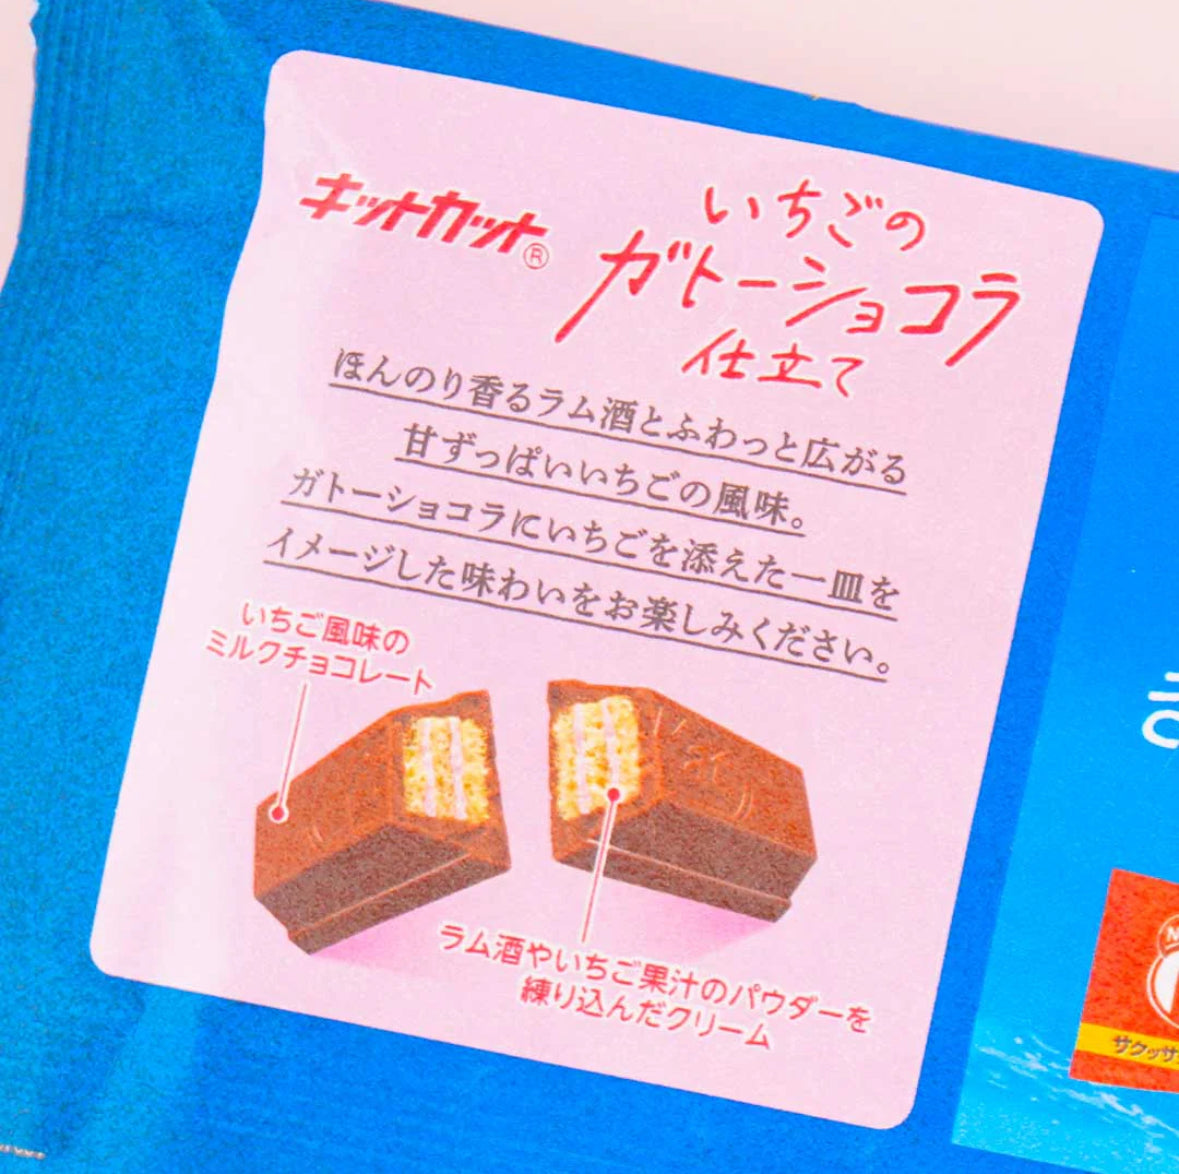 キットカット®
いちごの
ガトーショコラ
仕立て
ほんのり香るラム酒とふわっと広がる
甘ずっぱいいちごの風味。
ガトーショコラにいちごを添えた一皿を
イメージした味わいをお楽しみください。
いちご風味の
ミルクチョコレート
ラム酒やいちご果汁のパウダーを
練り込んだクリーム
サクッサ